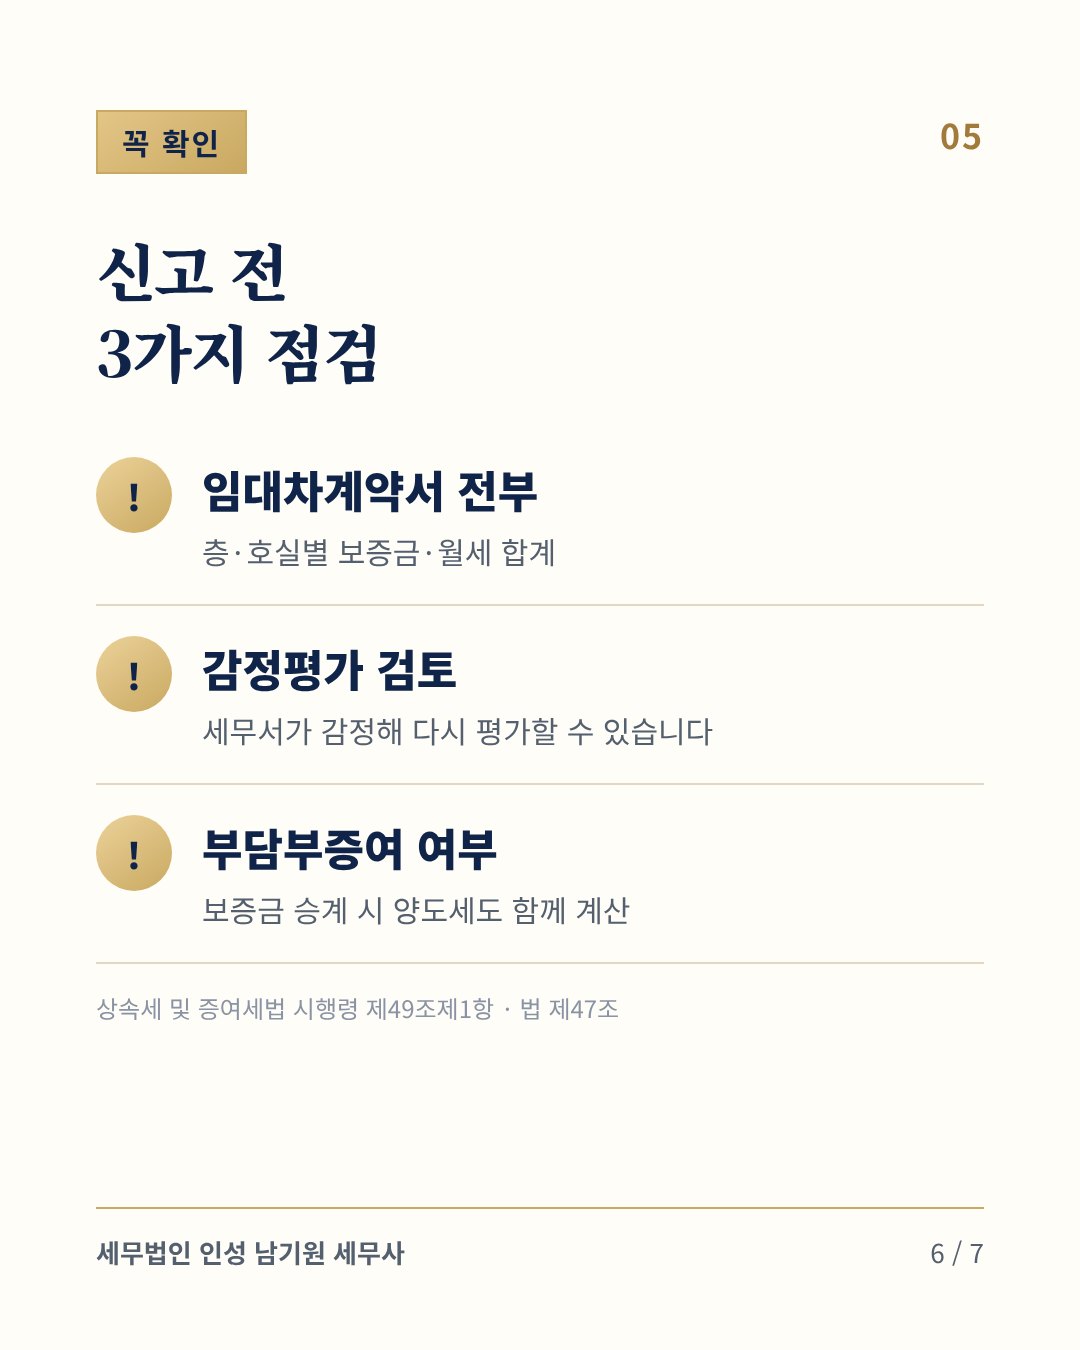 꼭 확인
05
신고 전
3가지 점검
!
임대차계약서 전부
층·호실별 보증금·월세 합계
!
감정평가 검토
세무서가 감정해 다시 평가할 수 있습니다
!
부담부증여 여부
보증금 승계 시 양도세도 함께 계산
상속세 및 증여세법 시행령 제49조제1항 · 법 제47조
세무법인 인성 남기원 세무사
6 / 7